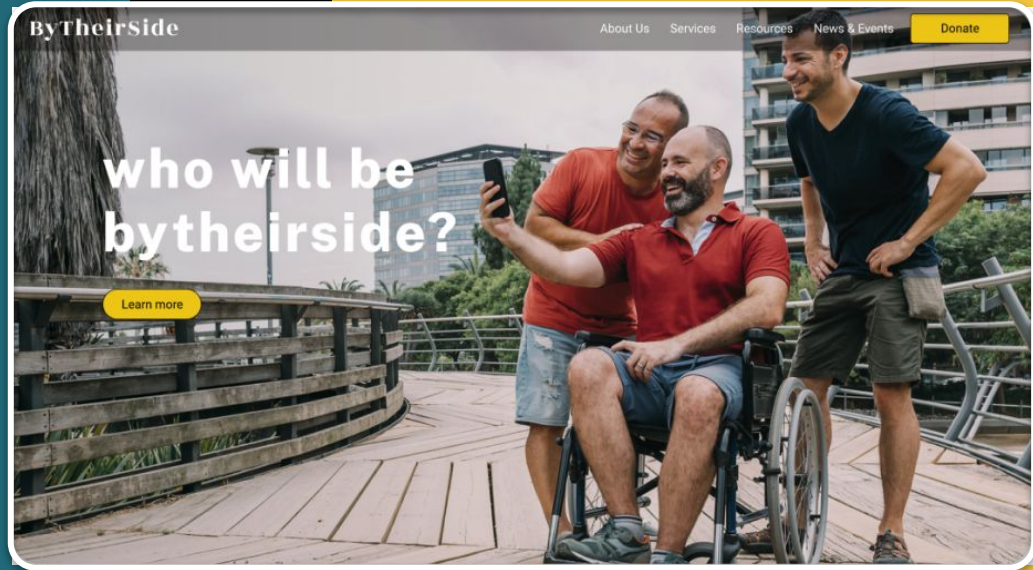 ByTheirSide
About Us Services Resources News & Events Donate
who will be
bytheirside?
Learn more